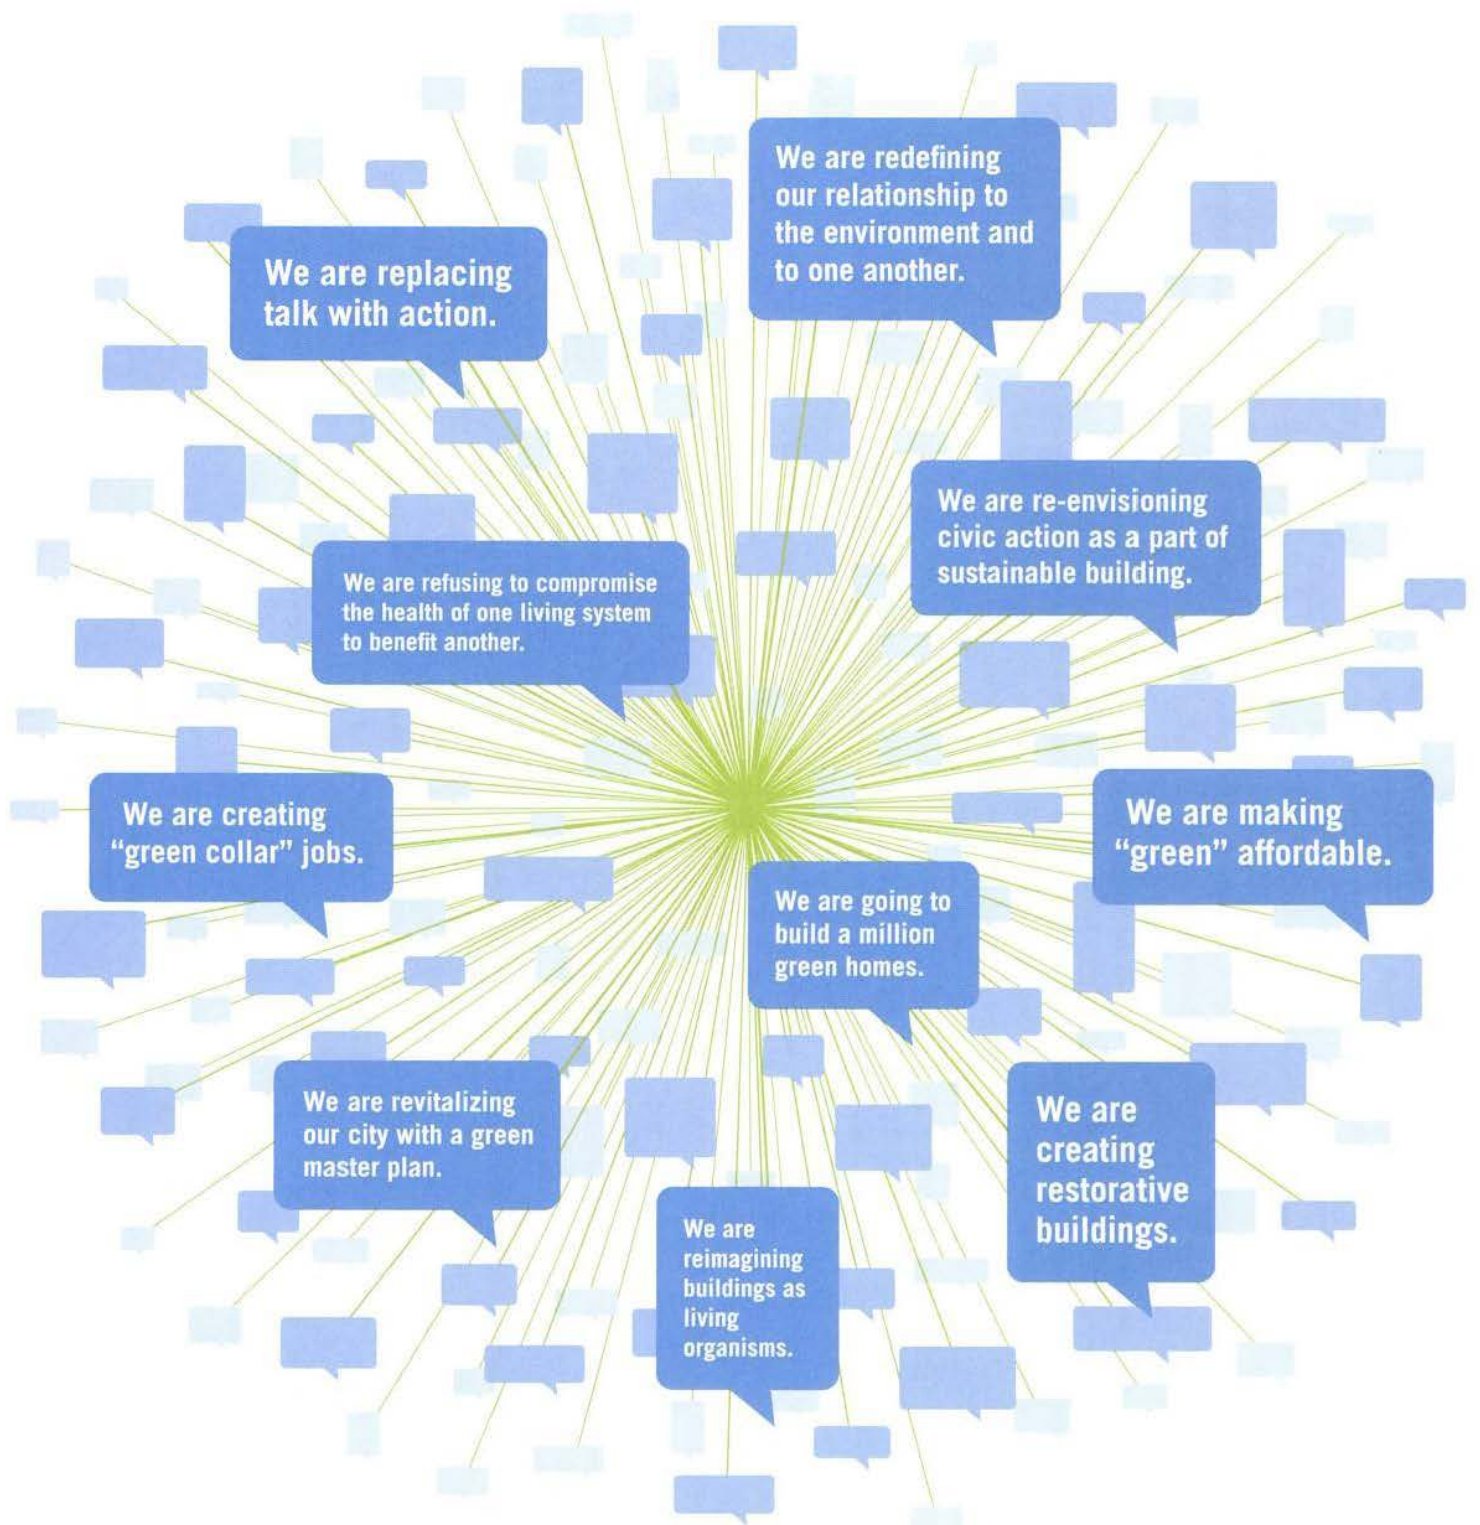 We are redefining
our relationship to
the environment and
to one another.
We are replacing
talk with action.
We are re-envisioning
civic action as a part of
sustainable building.
We are refusing to compromise
the health of one living system
to benefit another.
We are creating
“green collar” jobs.
We are making
“green” affordable.
We are going to
build a million
green homes.
We are revitalizing
our city with a green
master plan.
We are
creating
restorative
buildings.
We are
reimagining
buildings as
living
organisms.